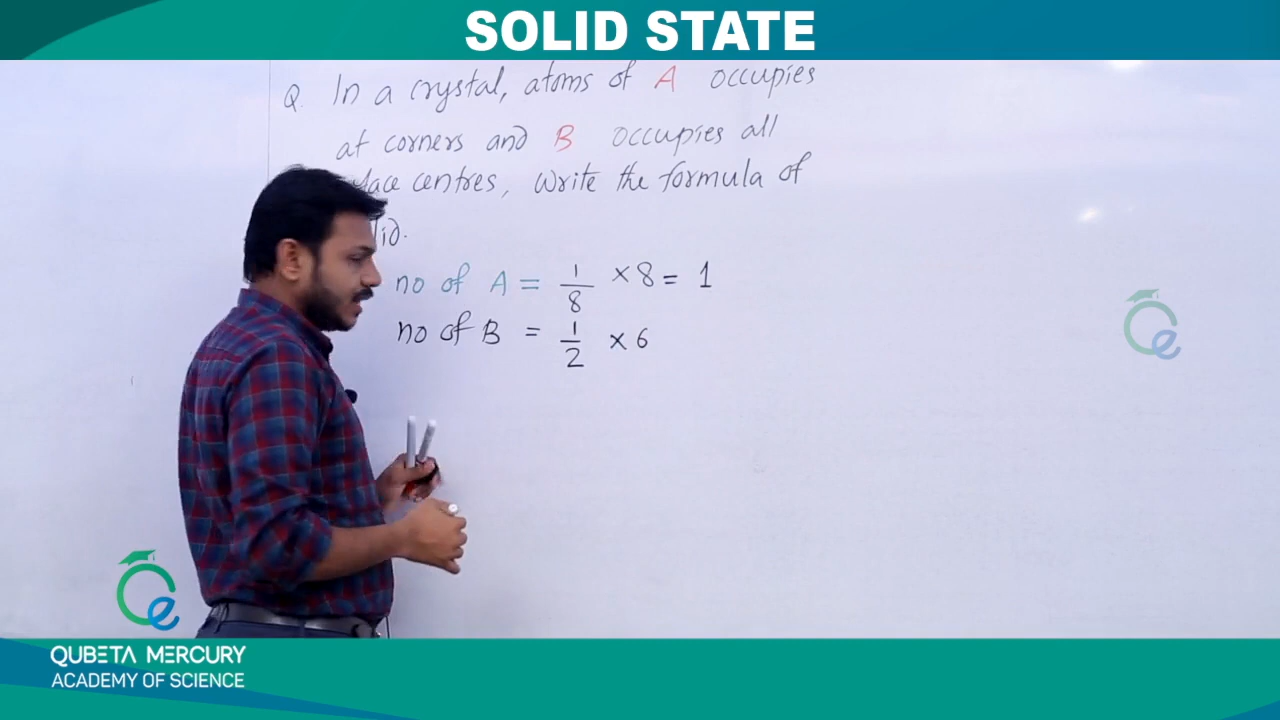 SOLID STATE
Q. In a crystal, atoms of A occupies
at corners and B occupies all
face centres, Write the formula of
no of A = 1/8 × 8 = 1
no of B = 1/2 × 6
QUBETA MERCURY
ACADEMY OF SCIENCE